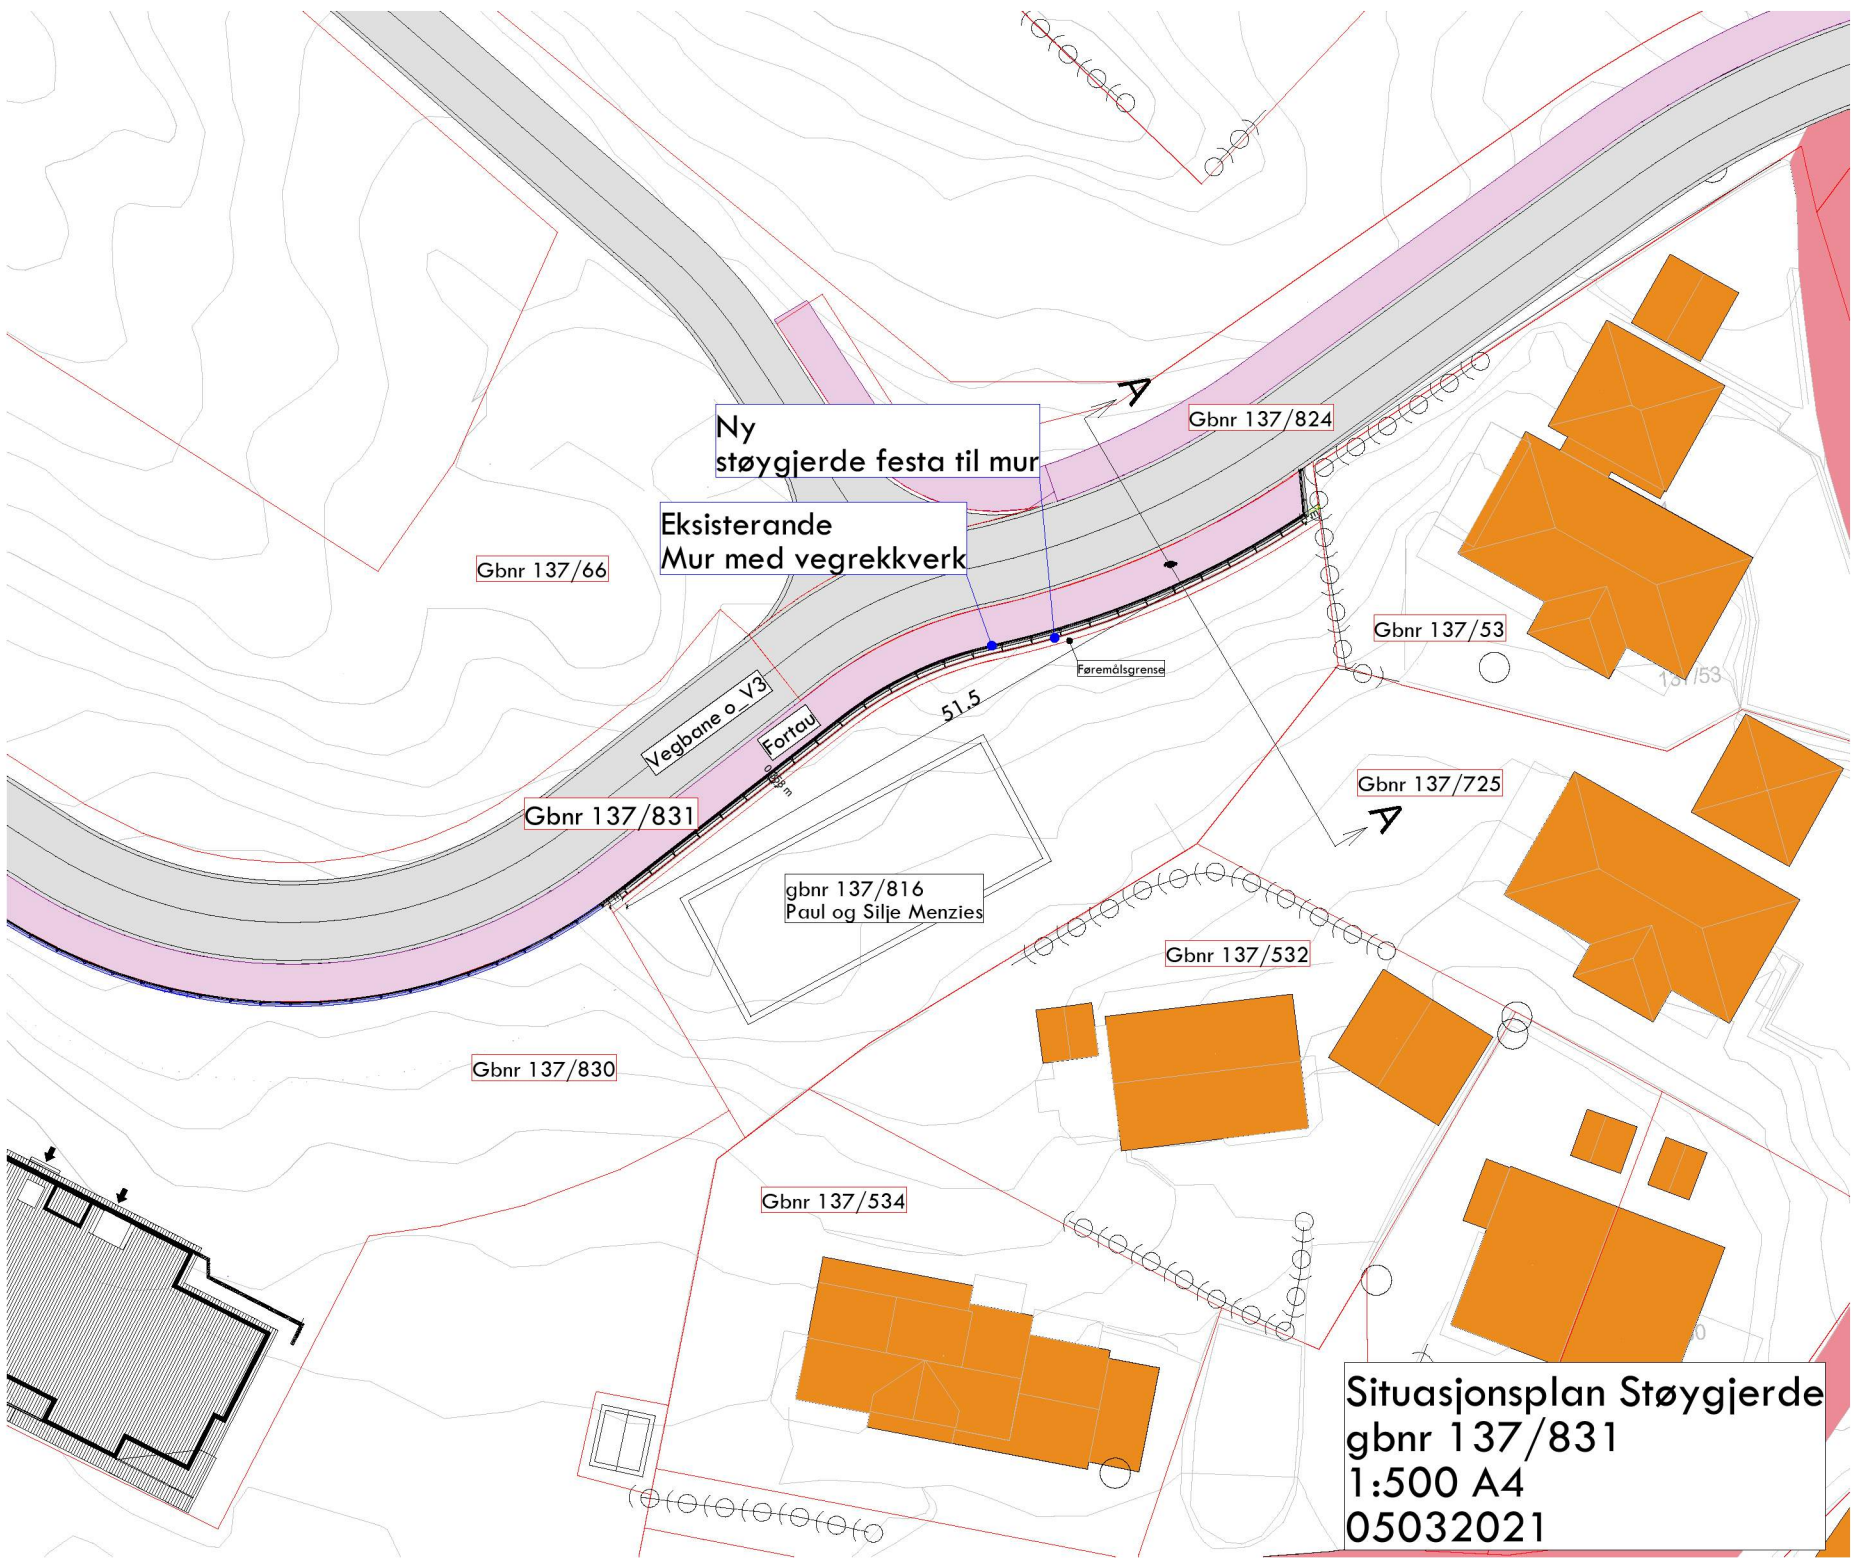 A
Gbnr 137/824
Ny
støygjerde festa til mur
Eksisterande
Mur med vegrekkverk
Gbnr 137/66
Gbnr 137/53
Føremålsgrense
137/53
Vegbane o_V3
51.5
Fortau
Gbnr 137/725
A
Gbnr 137/831
gbnr 137/816
Paul og Silje Menzies
Gbnr 137/532
Gbnr 137/830
Gbnr 137/534
Situasjonsplan Støygjerde
gbnr 137/831
1:500 A4
05032021